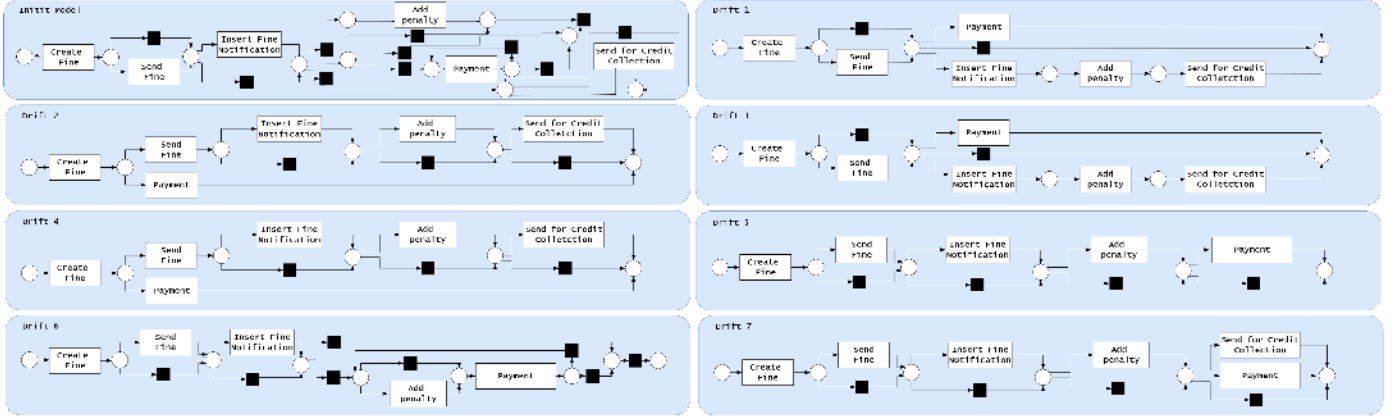 Initit Model
Create
Fine
Send
Fine
Insert Fine
Notification
Add
penalty
Payment
Send for Credit
Collection
Drift 1
Create
Fine
Send
Fine
Payment
Insert Fine
Notification
Add
penalty
Send for Credit
Colletction
Drift 2
Create
Fine
Send
Fine
Payment
Insert Fine
Notification
Add
penalty
Send for Credit
Colletction
Drift
Create
Fine
Send
Fine
Payment
Insert Fine
Notification
Add
penalty
Send for Credit
Colletction
Drift 4
Create
Fine
Send
Fine
Payment
Insert Fine
Notification
Add
penalty
Send for Credit
Colletction
Drift 5
Create
Fine
Send
Fine
Insert Fine
Notification
Add
penalty
Payment
Drift 6
Create
Fine
Send
Fine
Insert Fine
Notification
Add
penalty
Payment
Drift 7
Create
Fine
Send
Fine
Insert Fine
Notification
Add
penalty
Send for Credit
Collection
Payment